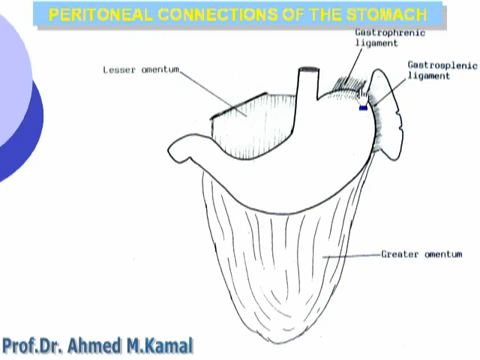 PERITONEAL CONNECTIONS OF THE STOMACH
Gastrophrenic
ligament
Lesser omentum
Gastrosplenic
ligament
Greater omentum
Prof.Dr. Ahmed M.Kamal